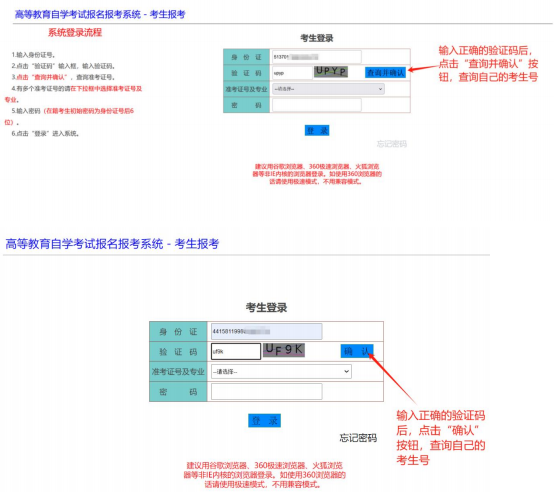 高等教育自学考试报名报考系统 - 考生报考
系统登录流程
1.输入身份证号。
2.点击“验证码”输入框，输入验证码。
3.点击“查询并确认”，查询准考证号。
4.有多个准考证号的请在下拉框中选择准考证号及
专业。
5.输入密码（在籍考生初始密码为身份证号后6
位）。
6.点击“登录”进入系统。
考生登录
身 份 证
验 证 码 UPYP 查询并确认
准考证号及专业 --请选择--
密 码
登 录
忘记密码
建议用谷歌浏览器、360极速浏览器、火狐浏览
器等非IE内核的浏览器登录。如使用360浏览器的
话请使用极速模式，不用兼容模式。
输入正确的验证码后，
点击“查询并确认”按
钮，查询自己的考生号
高等教育自学考试报名报考系统 - 考生报考
考生登录
身 份 证
验 证 码 uf9k UF9K 确 认
准考证号及专业 --请选择--
密 码
登 录
忘记密码
建议用谷歌浏览器、360极速浏览器、火狐浏览
器等非IE内核的浏览器登录。如使用360浏览器的
话请使用极速模式，不用兼容模式。
输入正确的验证码
后，点击“确认”
按钮，查询自己的
考生号